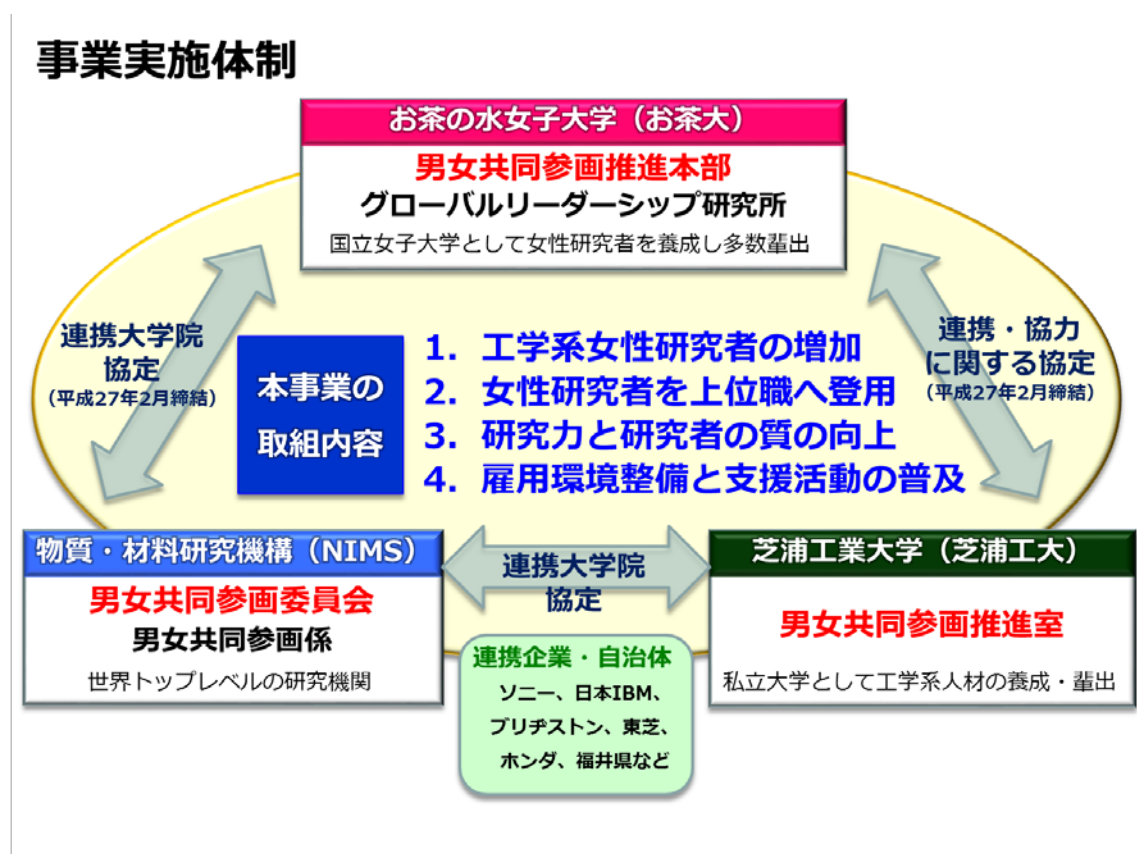 事業実施体制
お茶の水女子大学（お茶大）
男女共同参画推進本部
グローバルリーダーシップ研究所
国立女子大学として女性研究者を養成し多数輩出
連携大学院
協定
（平成27年2月締結）
連携・協力
に関する協定
（平成27年2月締結）
本事業の
取組内容
1. 工学系女性研究者の増加
2. 女性研究者を上位職へ登用
3. 研究力と研究者の質の向上
4. 雇用環境整備と支援活動の普及
物質・材料研究機構（NIMS）
男女共同参画委員会
男女共同参画係
世界トップレベルの研究機関
連携大学院
協定
芝浦工業大学（芝浦工大）
男女共同参画推進室
私立大学として工学系人材の養成・輩出
連携企業・自治体
ソニー、日本IBM、
ブリヂストン、東芝、
ホンダ、福井県など